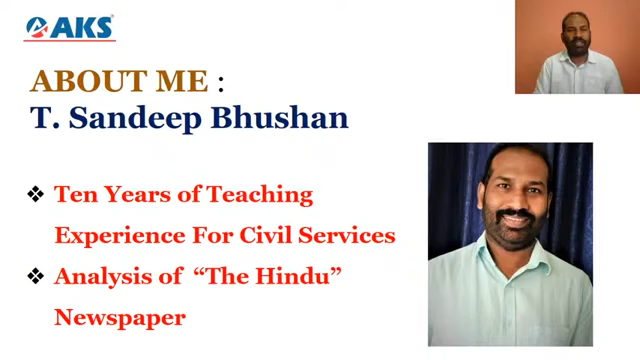 AKS
ABOUT ME :
T. Sandeep Bhushan
❖ Ten Years of Teaching
Experience For Civil Services
❖ Analysis of “The Hindu”
Newspaper